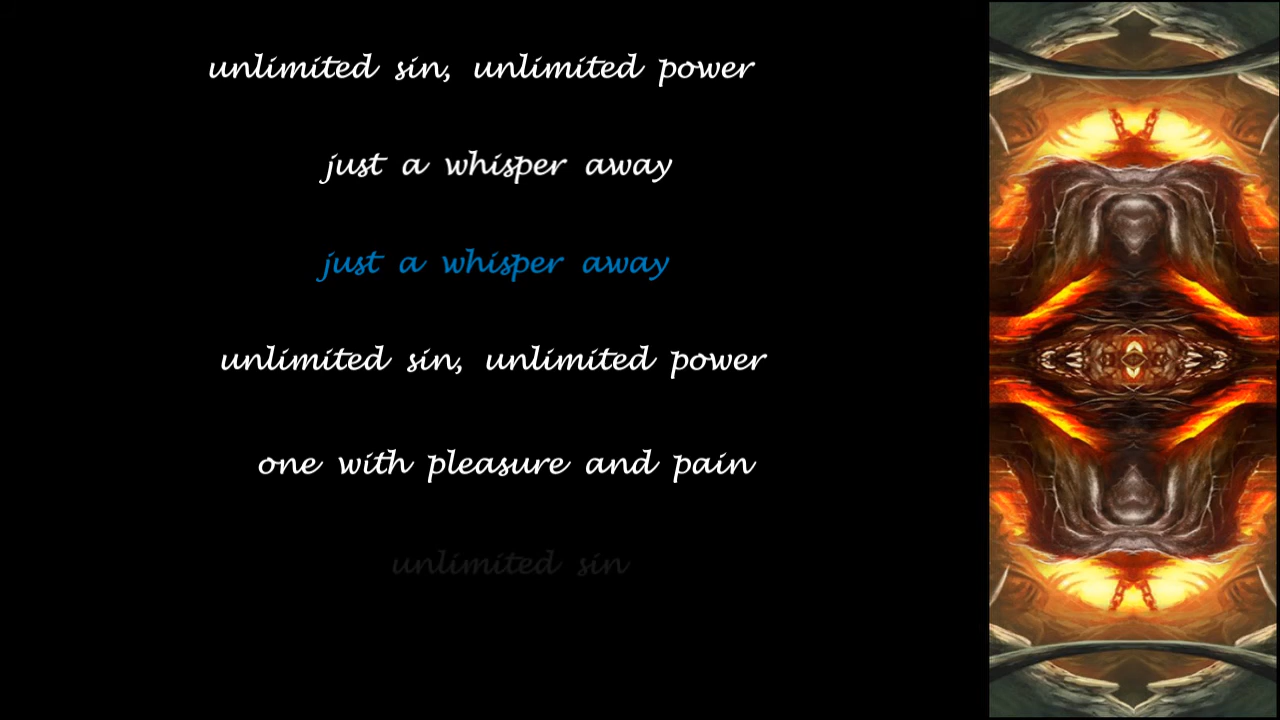 unlimited sin, unlimited power
just a whisper away
just a whisper away
unlimited sin, unlimited power
one with pleasure and pain
unlimited sin